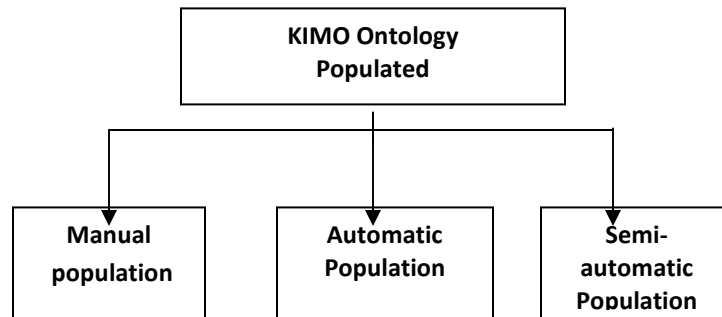 KIMO Ontology
Populated
Manual
population
Automatic
Population
Semi-
automatic
Population